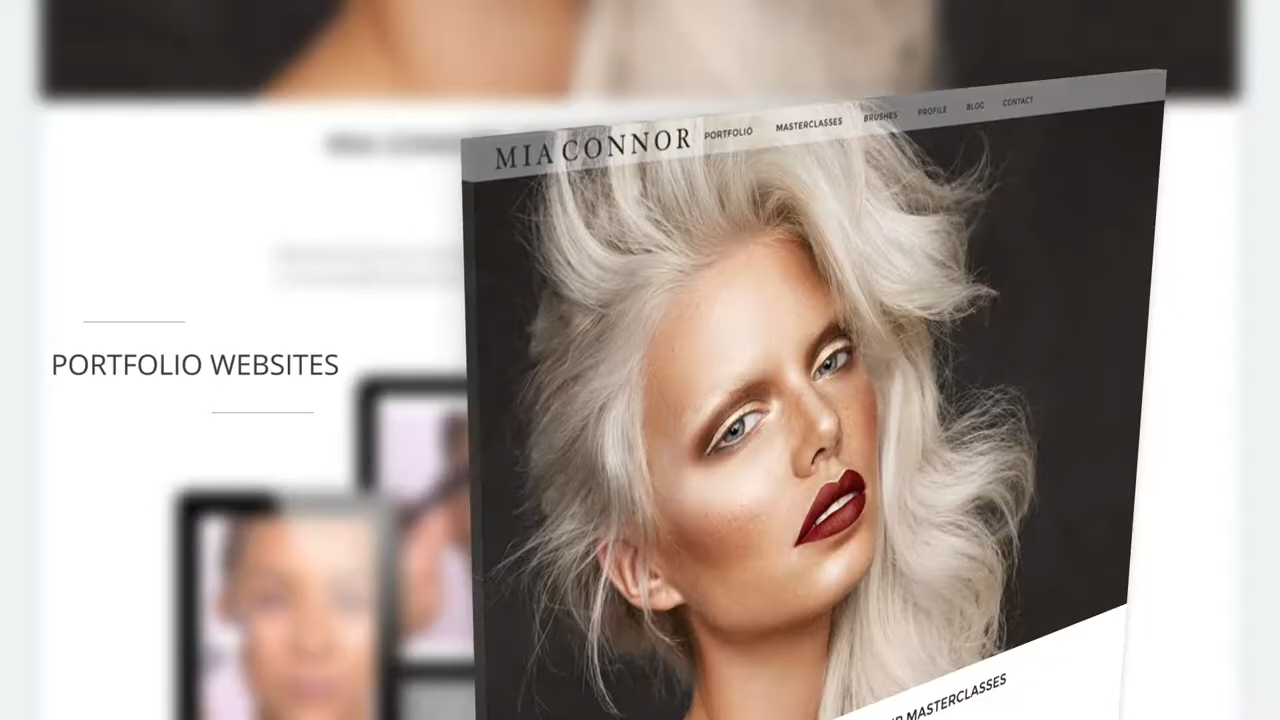 MIA CONNOR PORTFOLIO MASTERCLASSES BRUSHES PROFILE BLOG CONTACT
PORTFOLIO WEBSITES
MASTERCLASSES